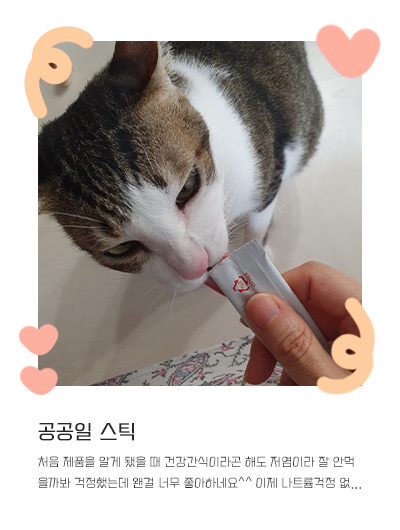 공공일 스틱
처음 제품을 알게 됐을 때 건강간식이라곤 해도 저염이라 잘 안먹
을까봐 걱정했는데 왠걸 너무 좋아하네요^^ 이제 나트륨걱정 없...